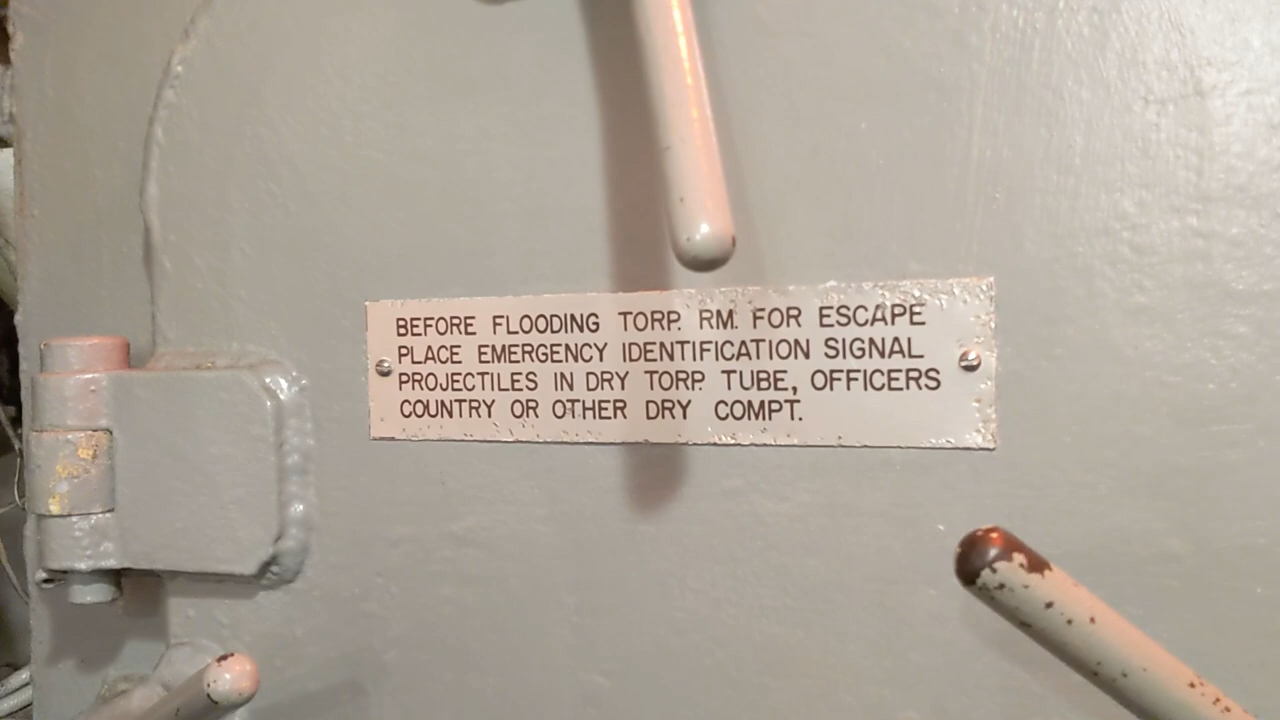 BEFORE FLOODING TORP. RM. FOR ESCAPE
PLACE EMERGENCY IDENTIFICATION SIGNAL
PROJECTILES IN DRY TORP. TUBE, OFFICERS
COUNTRY OR OTHER DRY COMPT.